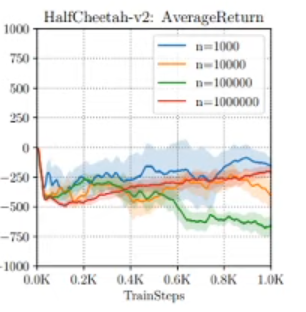 HalfCheetah-v2: AverageReturn
1000
750
500
250
0
−250
−500
−750
−1000
n=1000
n=10000
n=100000
n=1000000
0.0K 0.2K 0.4K 0.6K 0.8K 1.0K
TrainSteps